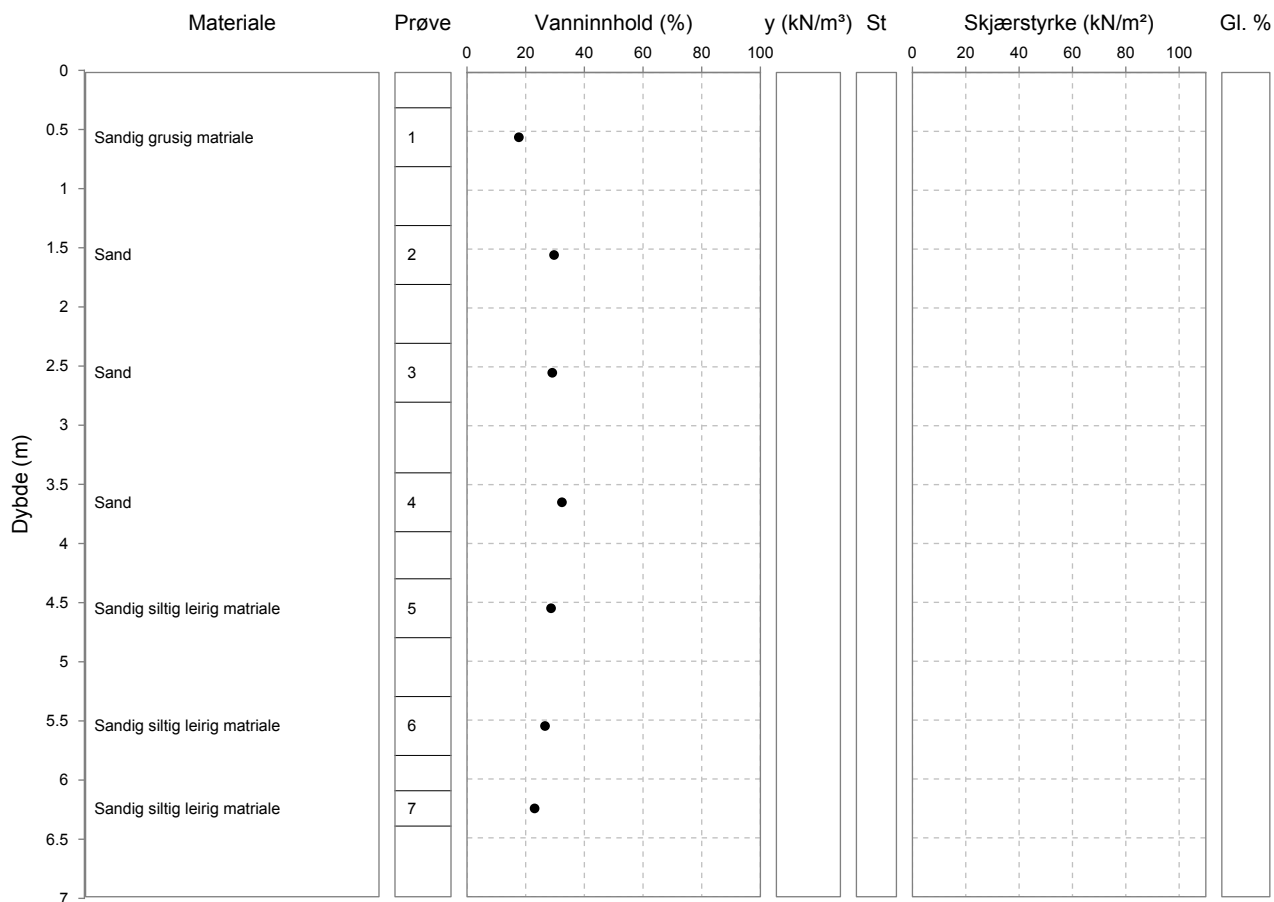 Materiale Prøve Vanninnhold (%) y (kN/m³) St Skjærstyrke (kN/m²) Gl. %
0 20 40 60 80 100 0 20 40 60 80 100
0
0.5 Sandig grusig matriale 1
1
1.5 Sand 2
2
2.5 Sand 3
3
Dybde (m)
3.5 Sand 4
4
4.5 Sandig siltig leirig matriale 5
5
5.5 Sandig siltig leirig matriale 6
6
Sandig siltig leirig matriale 7
6.5
7